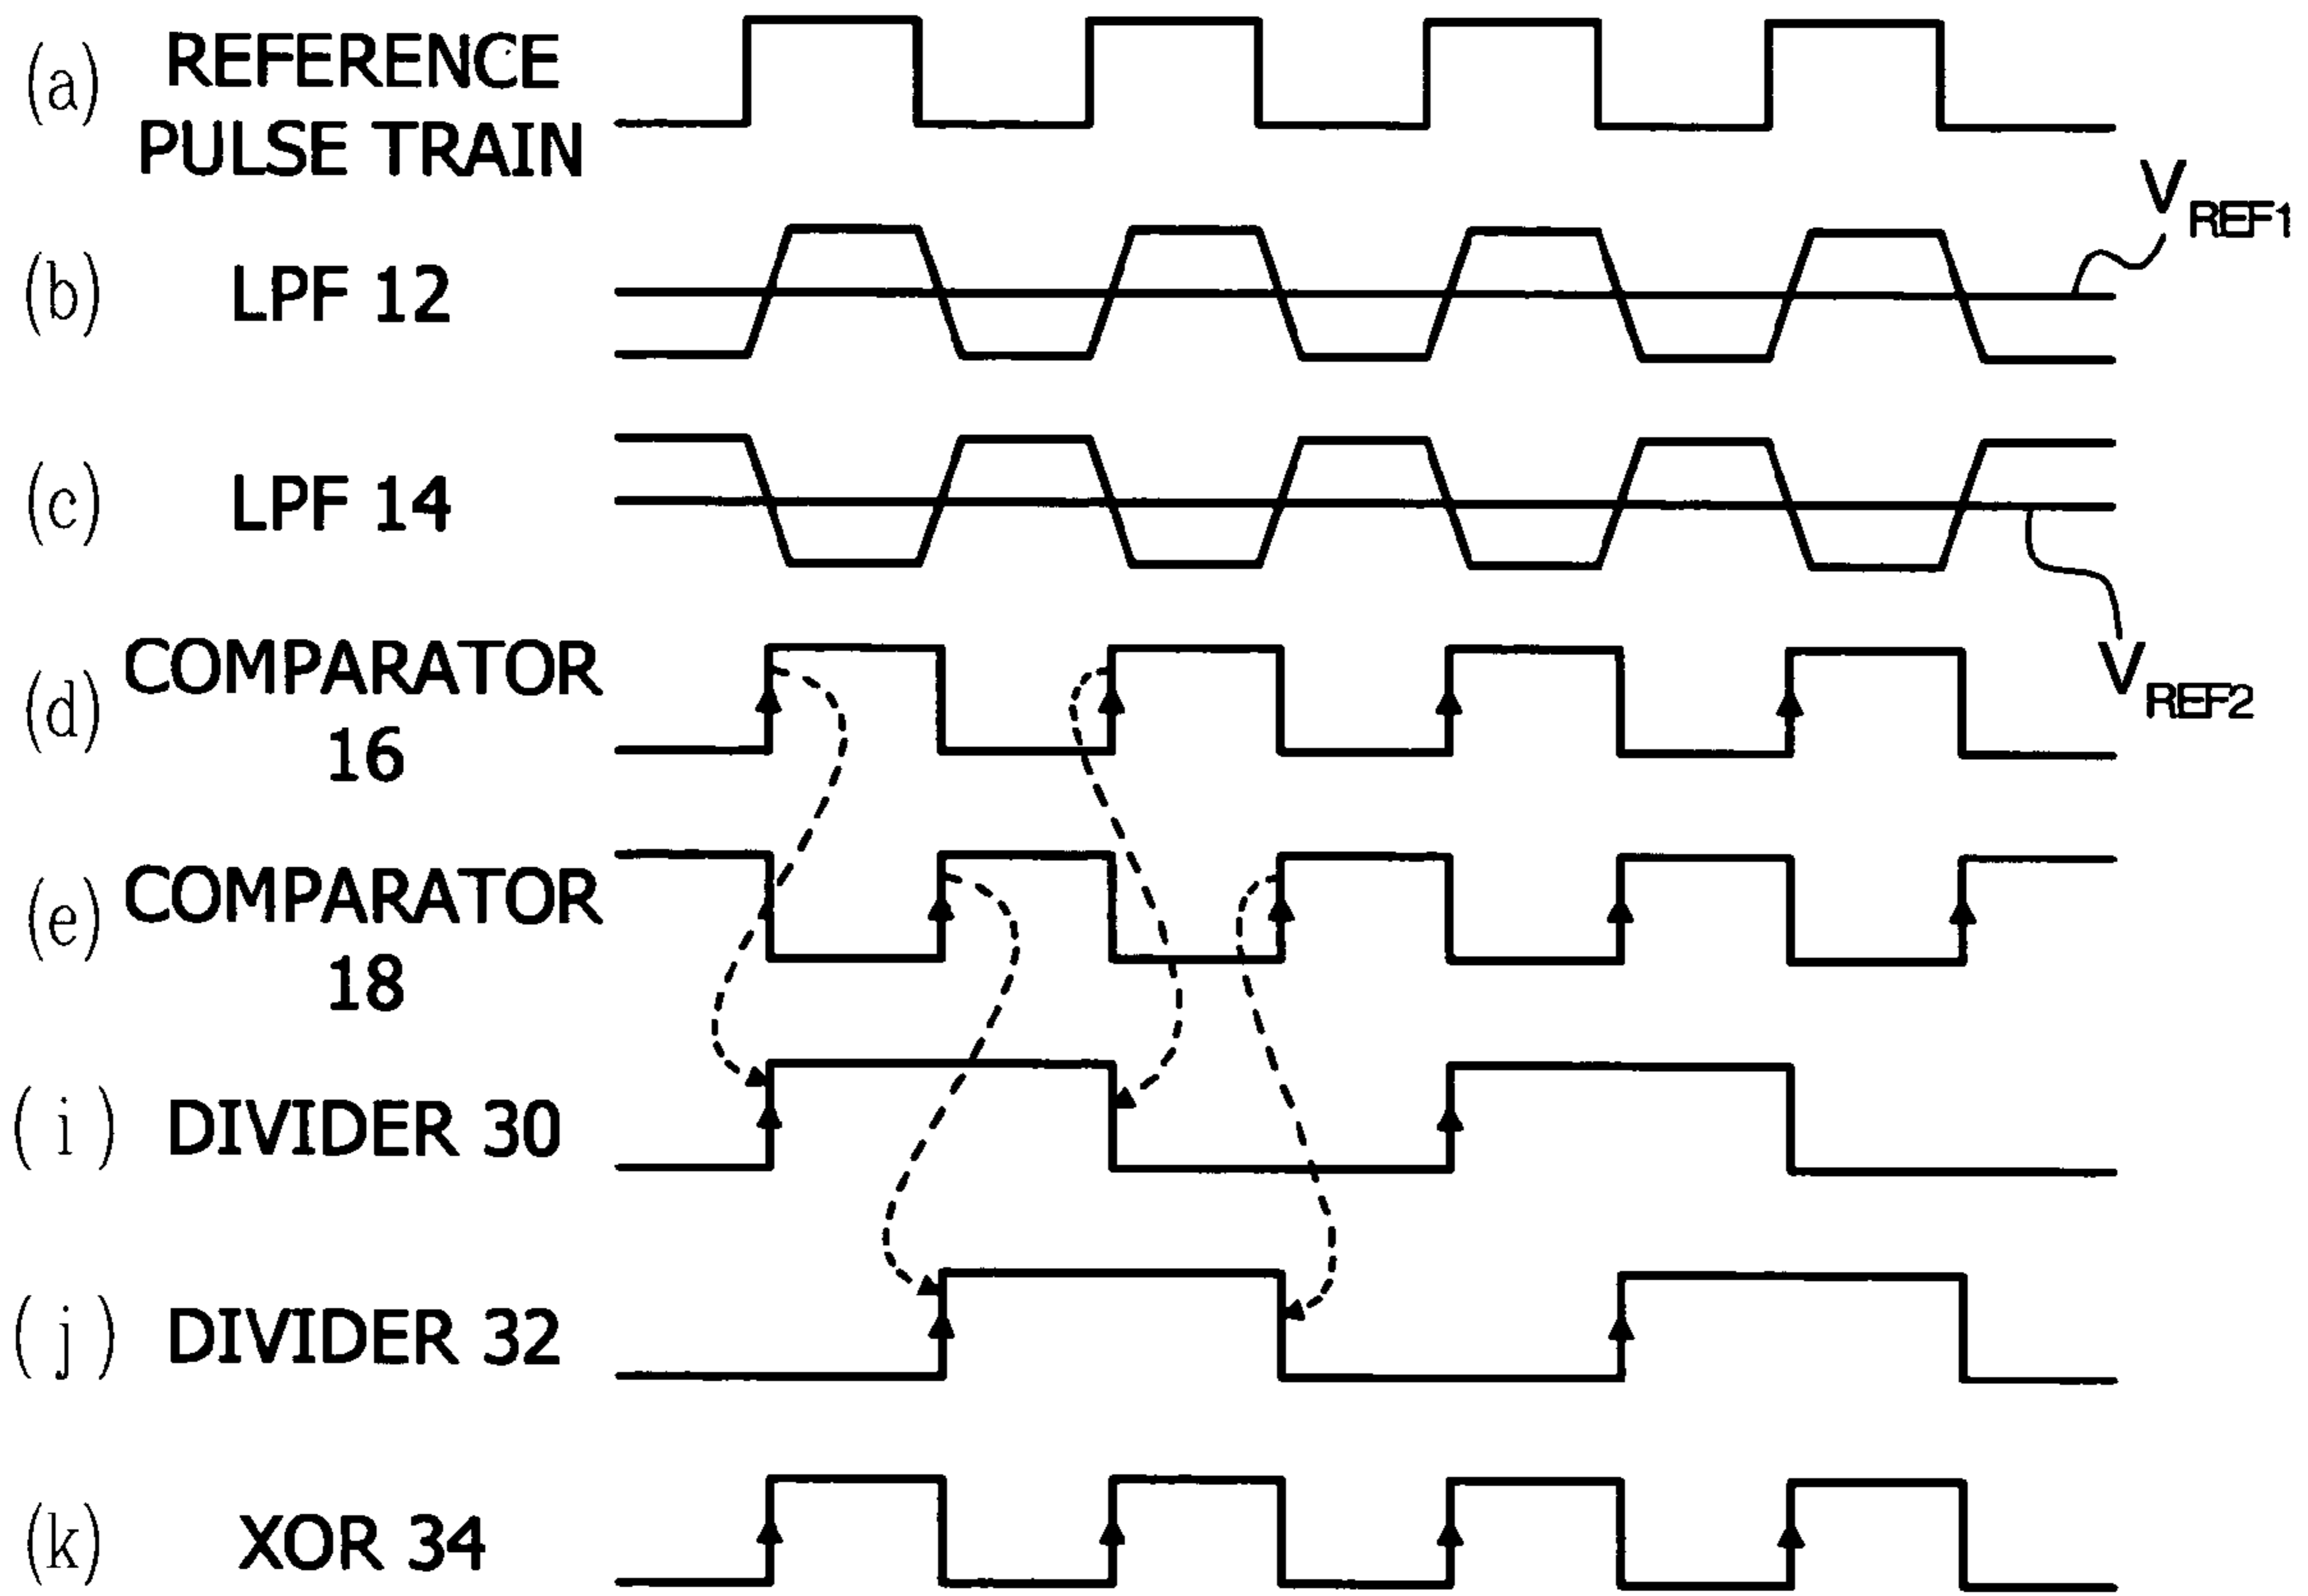 (a) REFERENCE
PULSE TRAIN
V REF1
(b) LPF 12
(c) LPF 14
V REF2
(d) COMPARATOR
16
(e) COMPARATOR
18
(i) DIVIDER 30
(j) DIVIDER 32
(k) XOR 34